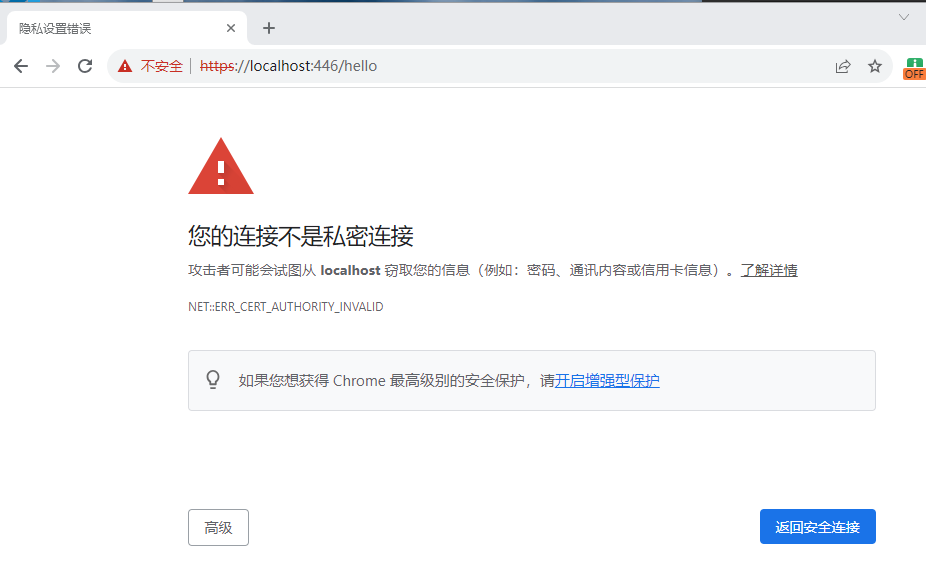 隐私设置错误
不安全 https://localhost:446/hello
OFF
您的连接不是私密连接
攻击者可能会试图从 localhost 窃取您的信息（例如：密码、通讯内容或信用卡信息）。了解详情
NET::ERR_CERT_AUTHORITY_INVALID
如果您想获得 Chrome 最高级别的安全保护，请开启增强型保护
高级
返回安全连接